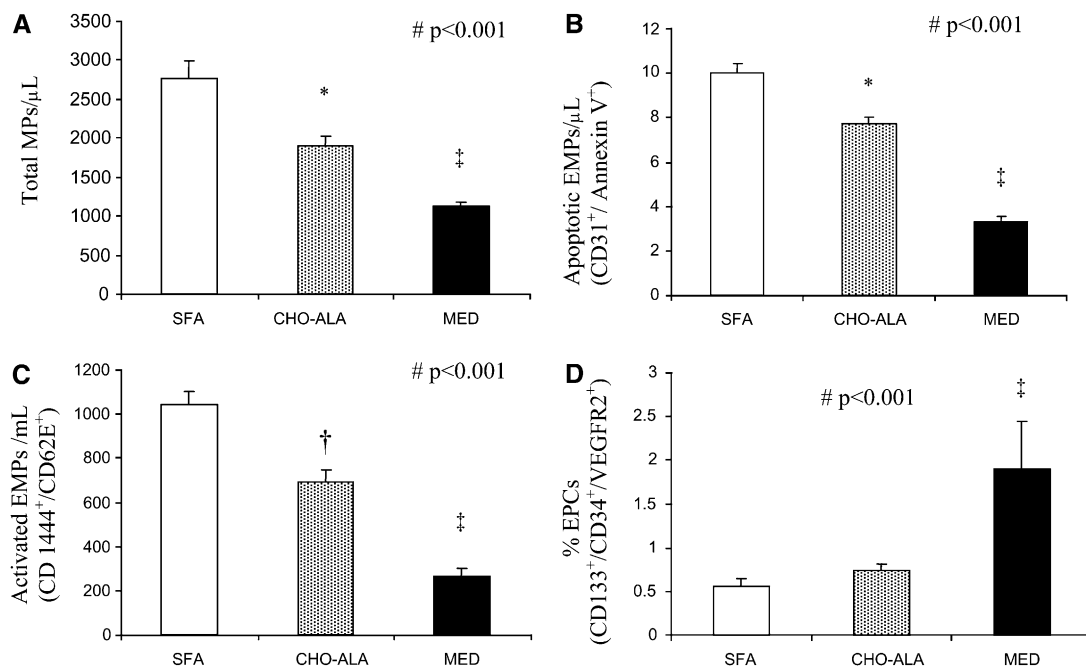 A
# p<0.001
Total MPs/μL
3500
3000
2500
2000
1500
1000
500
0
*
‡
SFA CHO-ALA MED
B
# p<0.001
Apoptotic EMPs/μL
(CD31⁺/ Annexin V⁺)
12
10
8
6
4
2
0
*
‡
SFA CHO-ALA MED
C
# p<0.001
Activated EMPs /mL
(CD 1444⁺/CD62E⁺)
1200
1000
800
600
400
200
0
†
‡
SFA CHO-ALA MED
D
# p<0.001
% EPCs
(CD133⁺/CD34⁺/VEGFR2⁺)
3
2.5
2
1.5
1
0.5
0
‡
SFA CHO-ALA MED